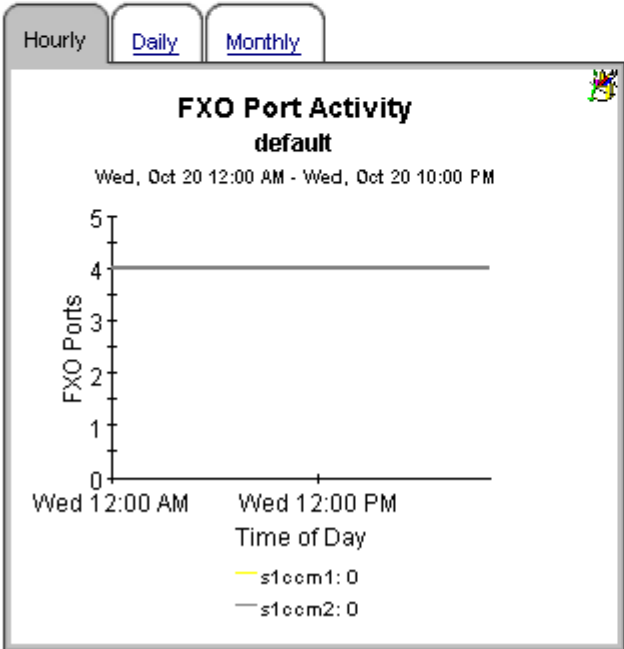 Hourly Daily Monthly
FXO Port Activity
default
Wed, Oct 20 12:00 AM - Wed, Oct 20 10:00 PM
5
4
3
2
1
0
FXO Ports
Wed 12:00 AM Wed 12:00 PM
Time of Day
s1ccm1: 0
s1ccm2: 0